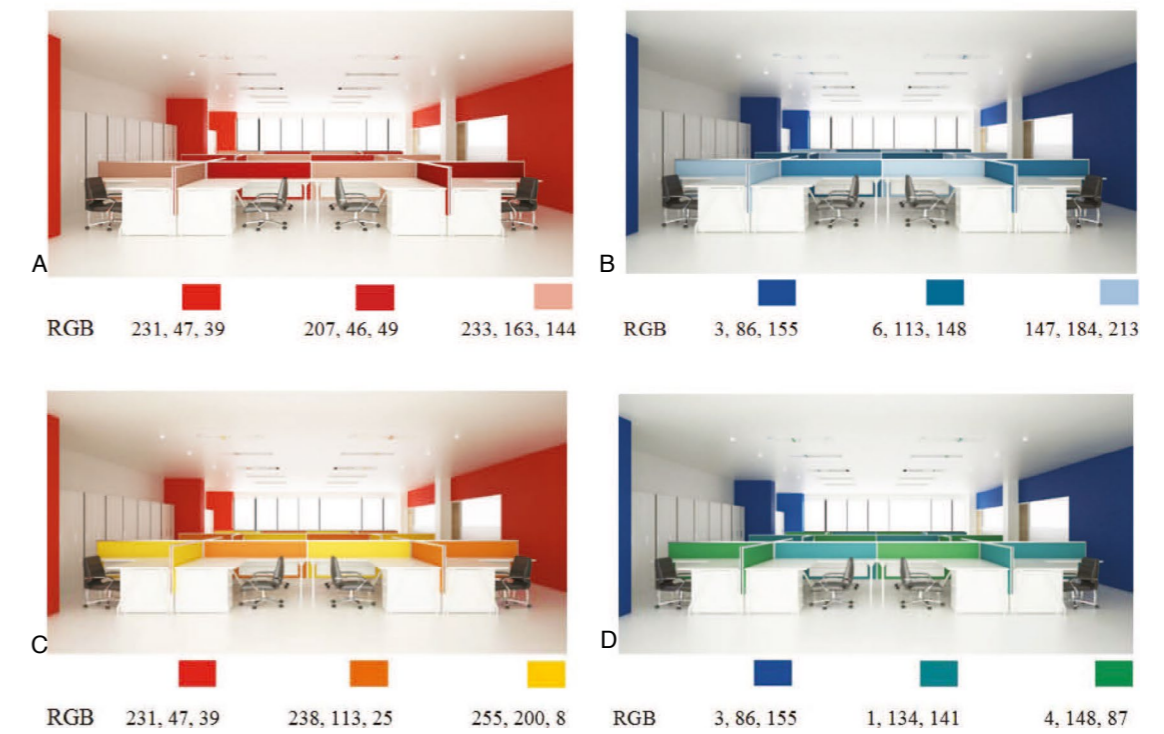 A
B
RGB 231, 47, 39 207, 46, 49 233, 163, 144
RGB 3, 86, 155 6, 113, 148 147, 184, 213
C
D
RGB 231, 47, 39 238, 113, 25 255, 200, 8
RGB 3, 86, 155 1, 134, 141 4, 148, 87